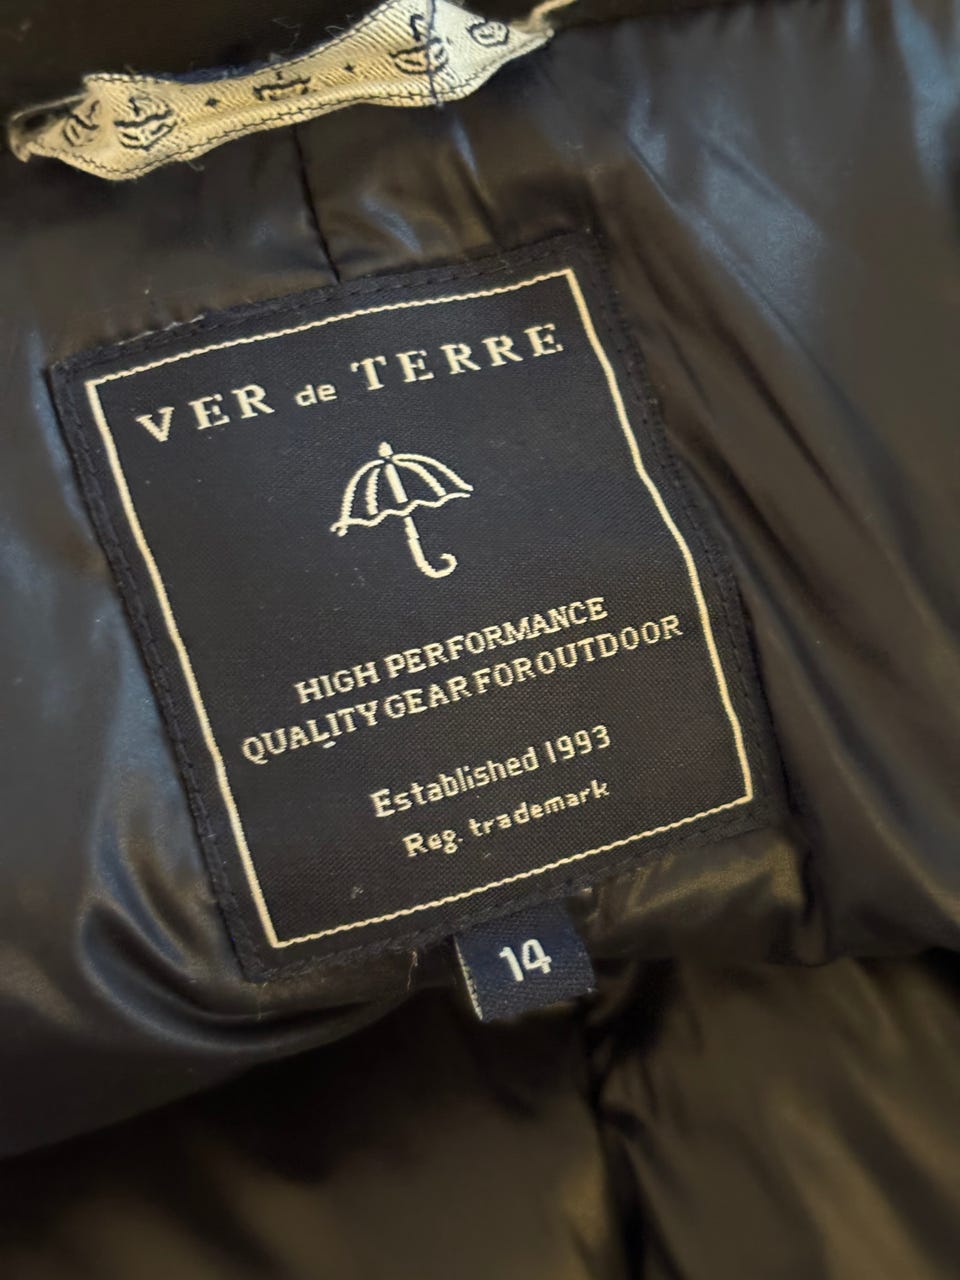 VER de TERRE
HIGH PERFORMANCE
QUALITY GEAR FOR OUTDOOR
Established 1993
Reg. trademark
14